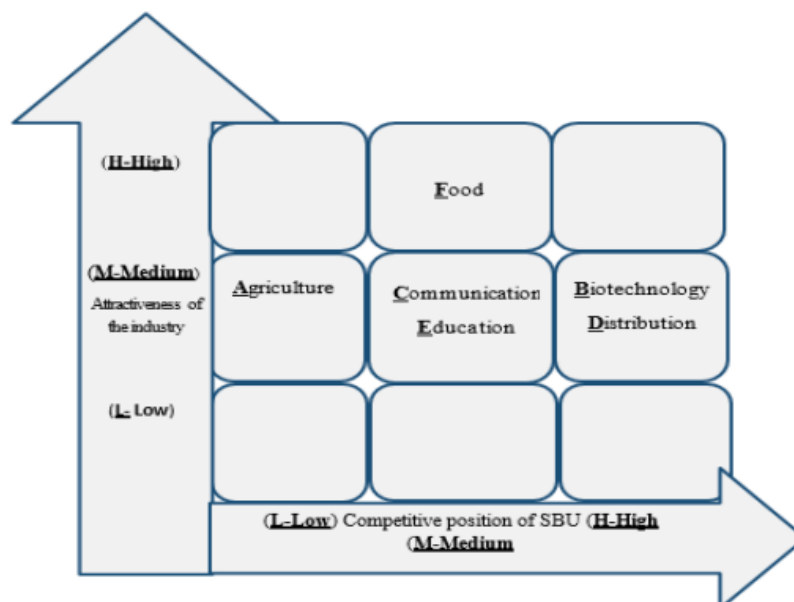 (H-High)
Food
(M-Medium)
Attractiveness of
the industry
Agriculture
Communication
Education
Biotechnology
Distribution
(L- Low)
(L-Low) Competitive position of SBU (H-High
(M-Medium